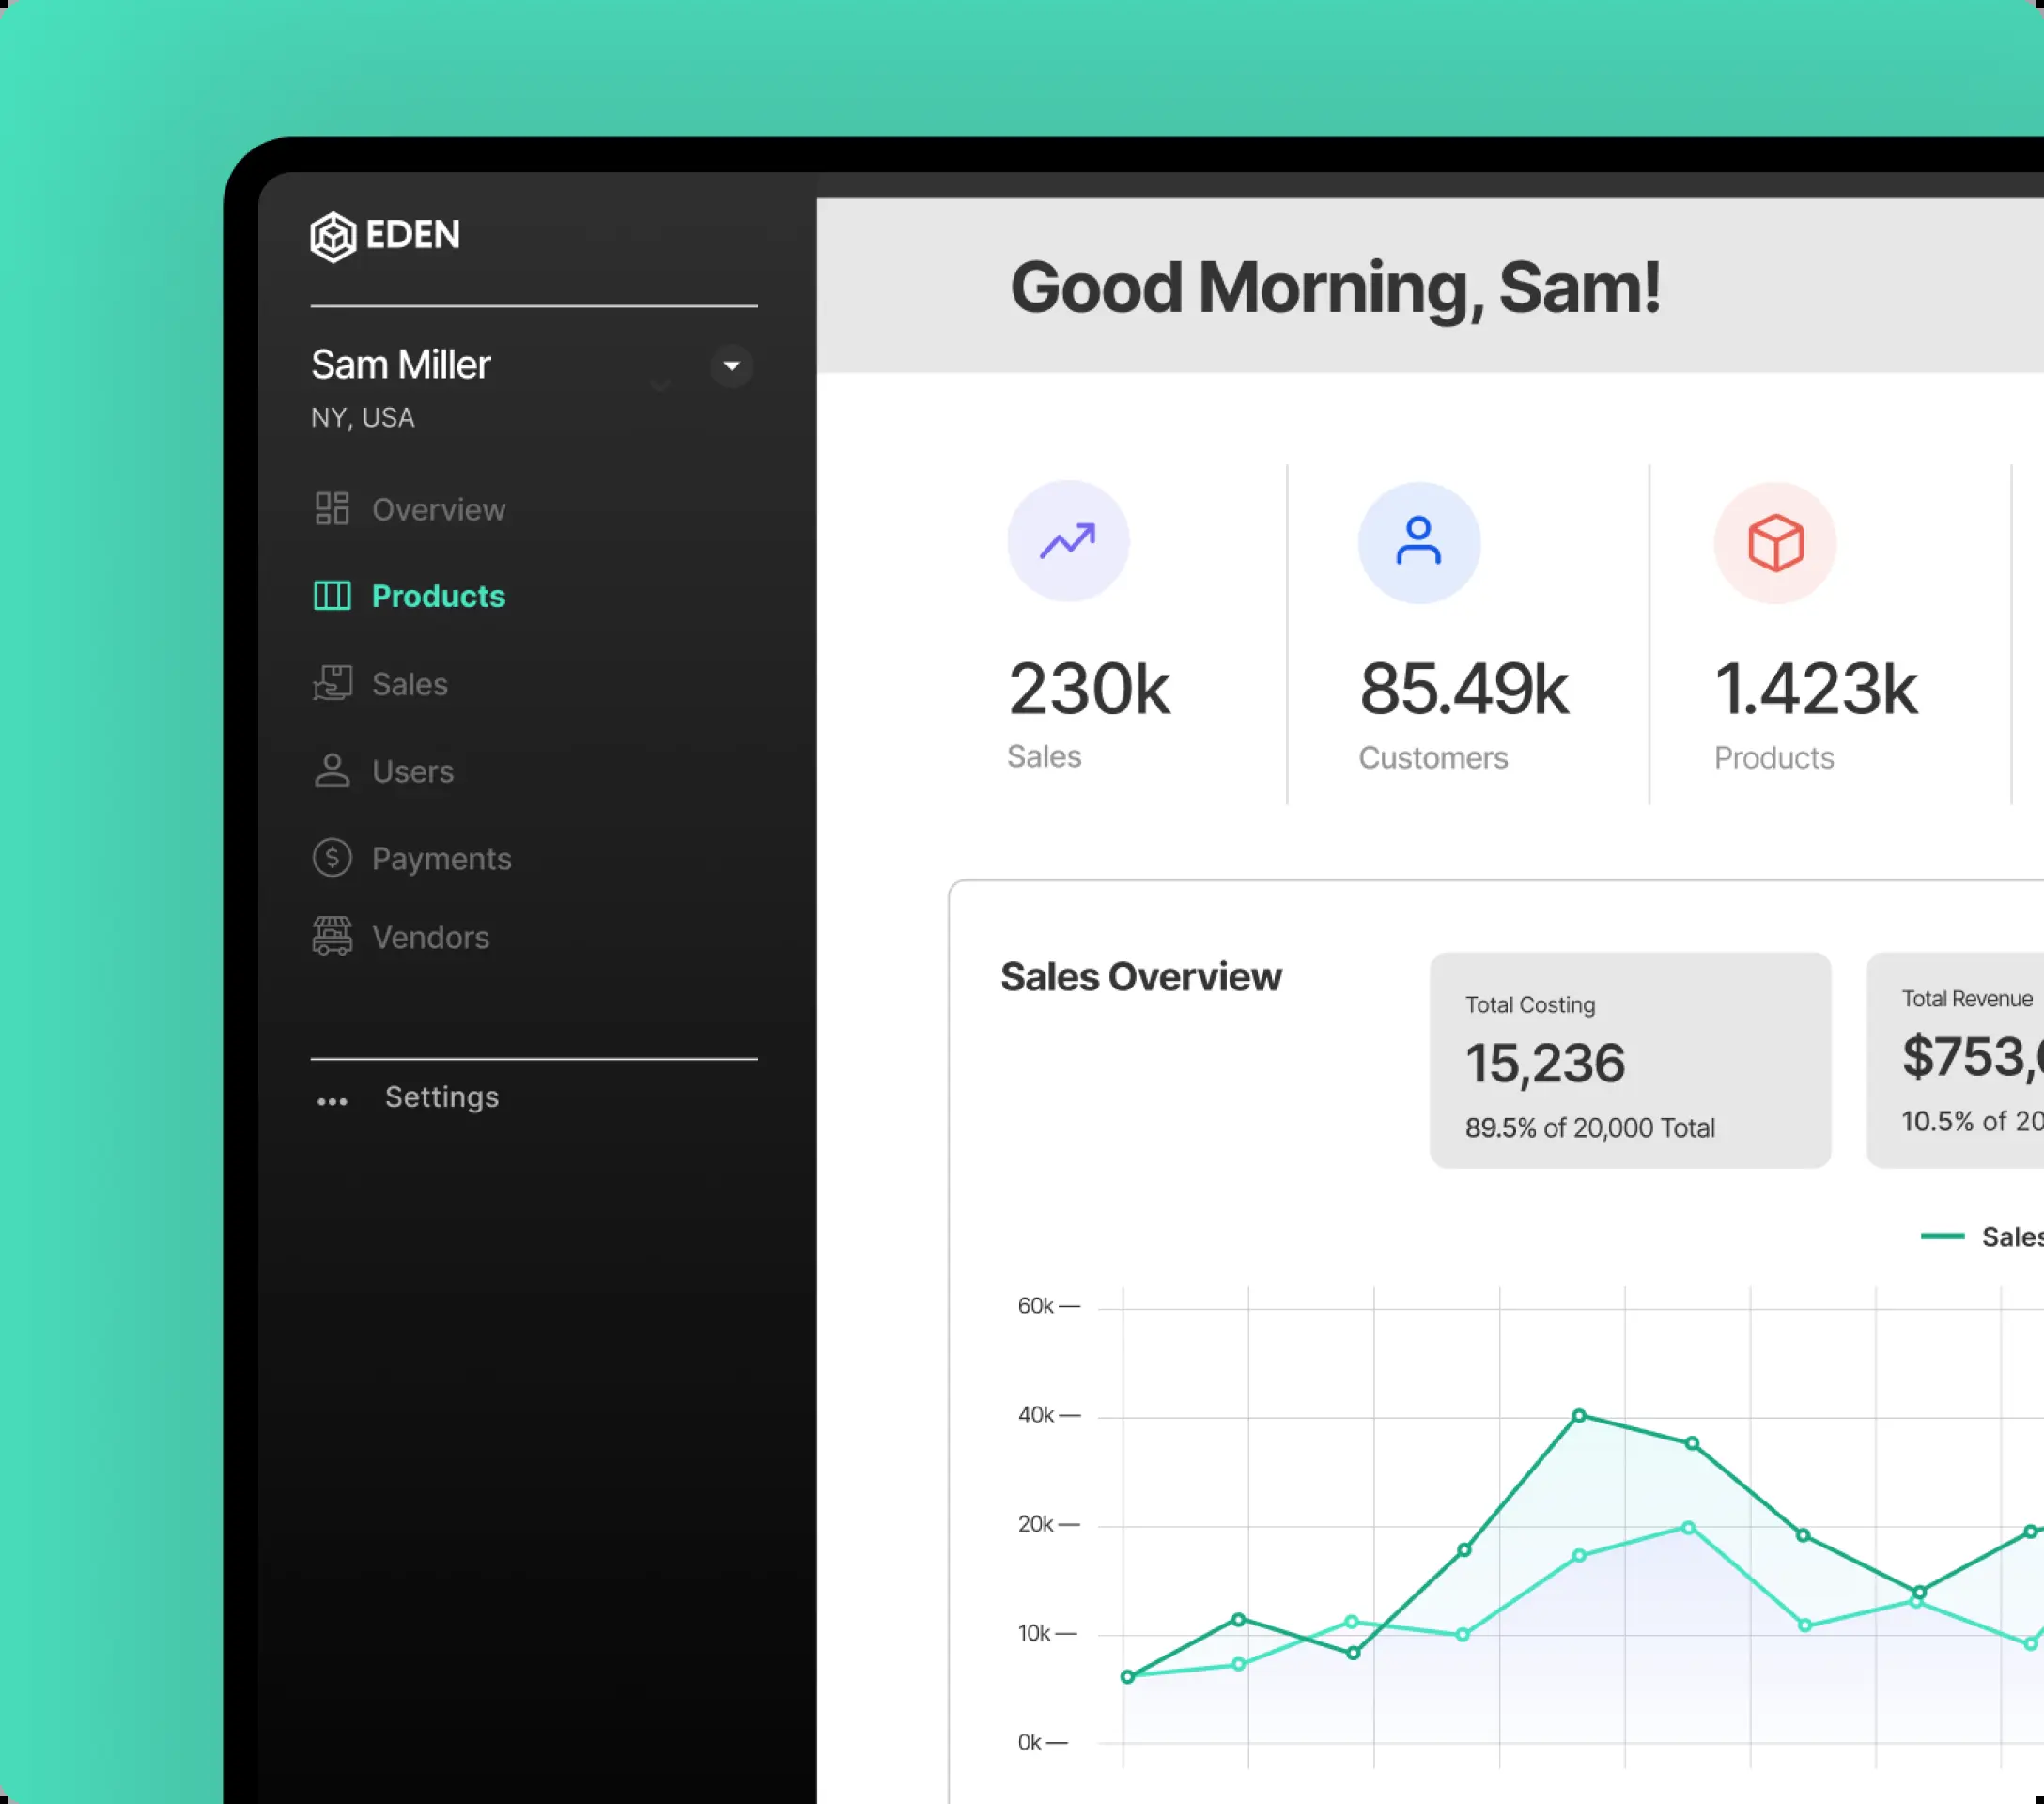 EDEN
Sam Miller
NY, USA
Overview
Products
Sales
Users
Payments
Vendors
Settings
Good Morning, Sam!
230k
Sales
85.49k
Customers
1.423k
Products
Sales Overview
Total Costing
15,236
89.5% of 20,000 Total
Total Revenue
$753,
10.5% of 20
Sales
60k
40k
20k
10k
0k